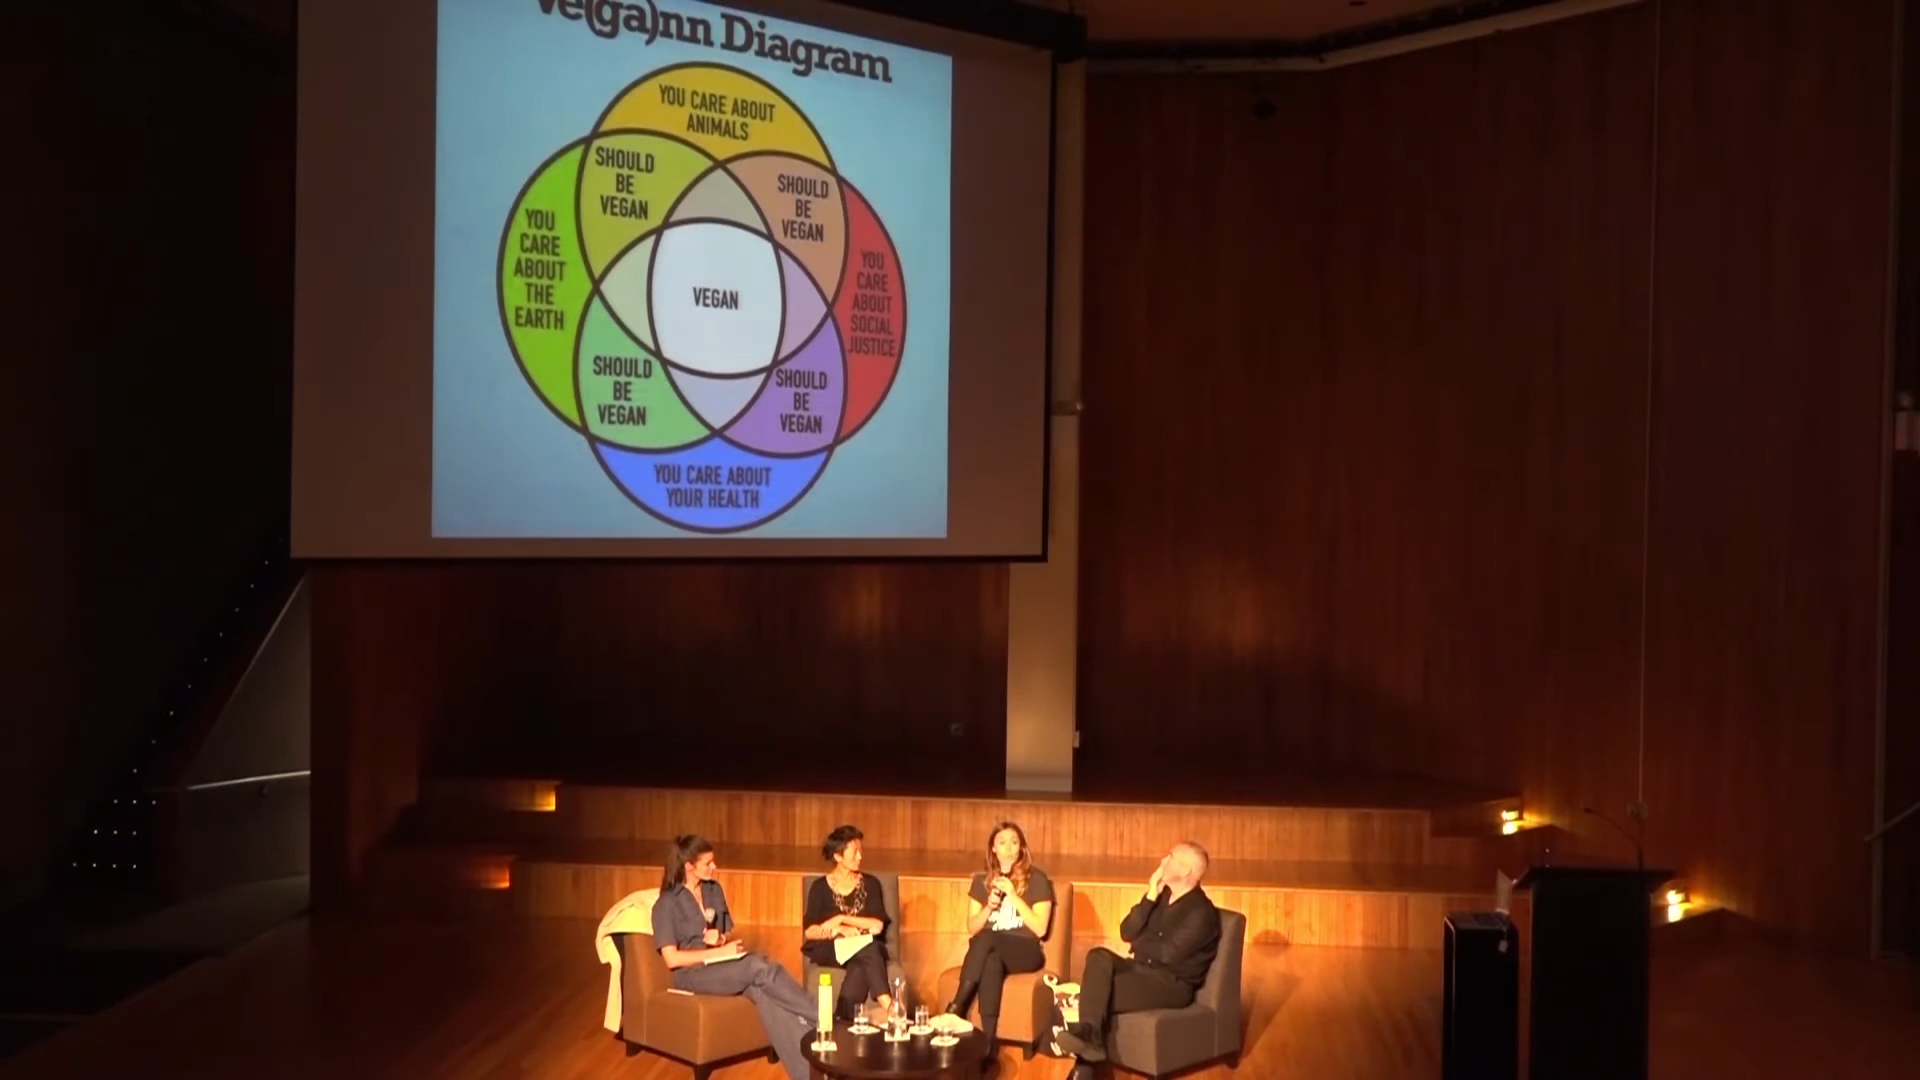 Ve(ga)nn Diagram
YOU CARE ABOUT
ANIMALS
SHOULD
BE
VEGAN
SHOULD
BE
VEGAN
YOU
CARE
ABOUT
THE
EARTH
YOU
CARE
ABOUT
SOCIAL
JUSTICE
VEGAN
SHOULD
BE
VEGAN
SHOULD
BE
VEGAN
YOU CARE ABOUT
YOUR HEALTH